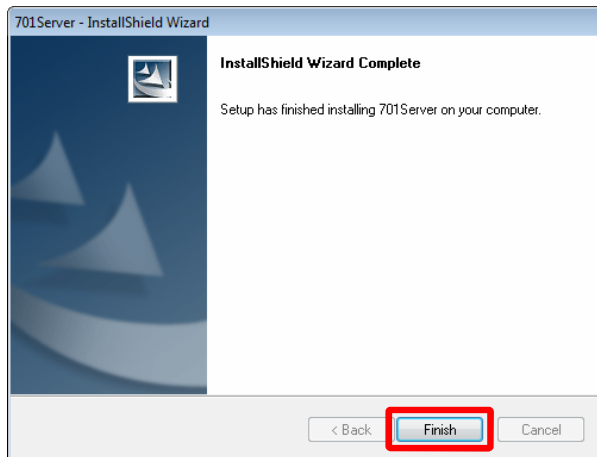 701Server - InstallShield Wizard
InstallShield Wizard Complete
Setup has finished installing 701Server on your computer.
< Back Finish Cancel